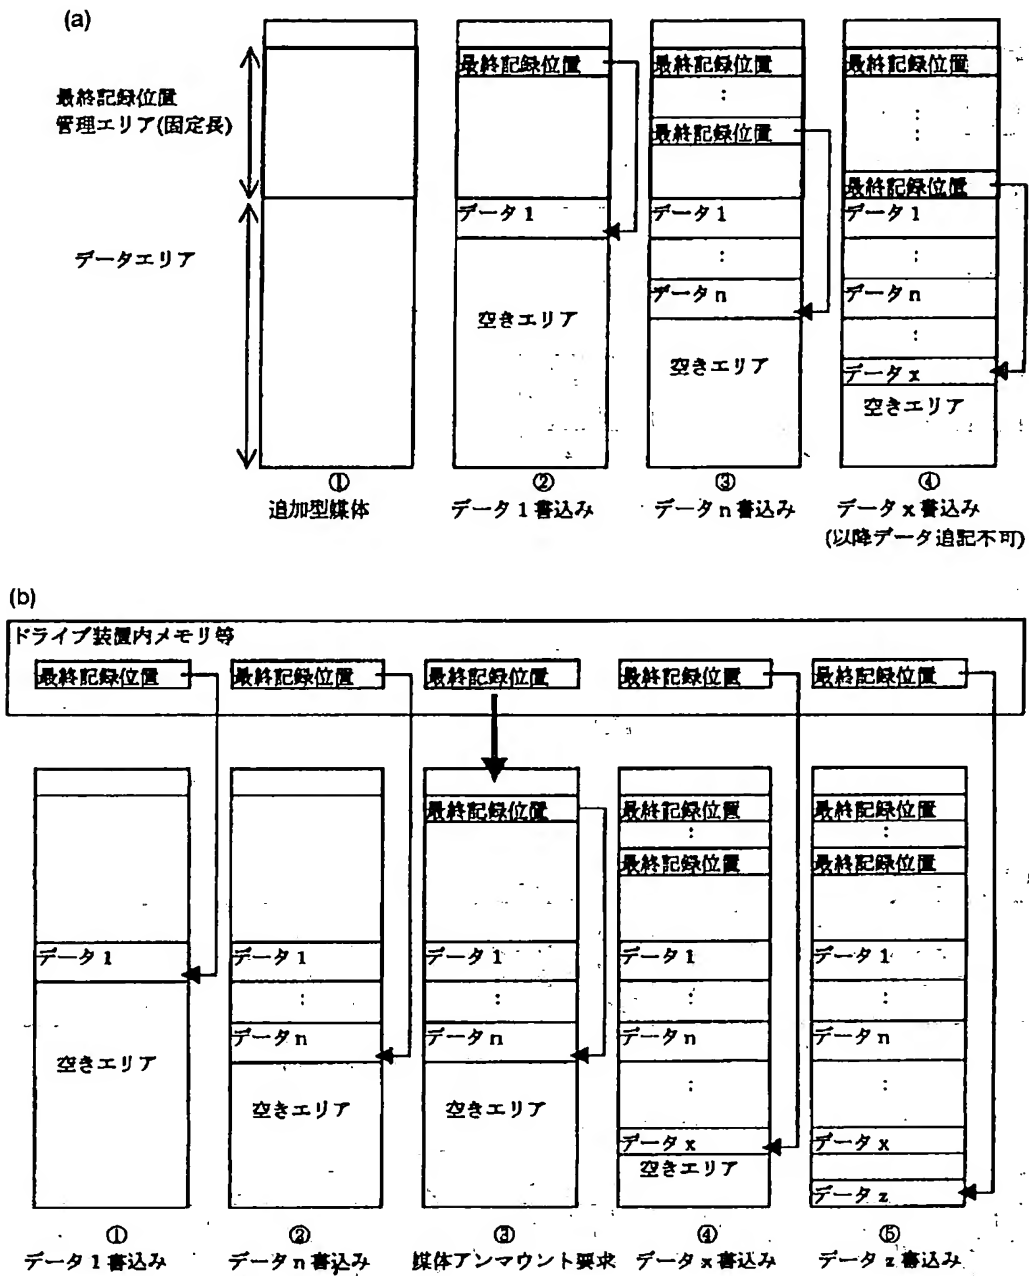 (a)
最終記録位置
管理エリア(固定長)
データエリア
最終記録位置
データ1
空きエリア
最終記録位置
:
最終記録位置
データ1
:
データn
空きエリア
最終記録位置
:
:
最終記録位置
データ1
:
データn
:
データx
空きエリア
①
追加型媒体
②
データ1書込み
③
データn書込み
④
データx書込み
(以降データ追記不可)
(b)
ドライブ装置内メモリ等
最終記録位置
最終記録位置
最終記録位置
最終記録位置
最終記録位置
データ1
空きエリア
データ1
:
データn
空きエリア
最終記録位置
データ1
:
データn
空きエリア
最終記録位置
:
最終記録位置
データ1
:
データn
:
データx
空きエリア
最終記録位置
:
最終記録位置
データ1
:
データn
:
データx
データz
①
データ1書込み
②
データn書込み
③
媒体アンマウント要求
④
データx書込み
⑤
データz書込み